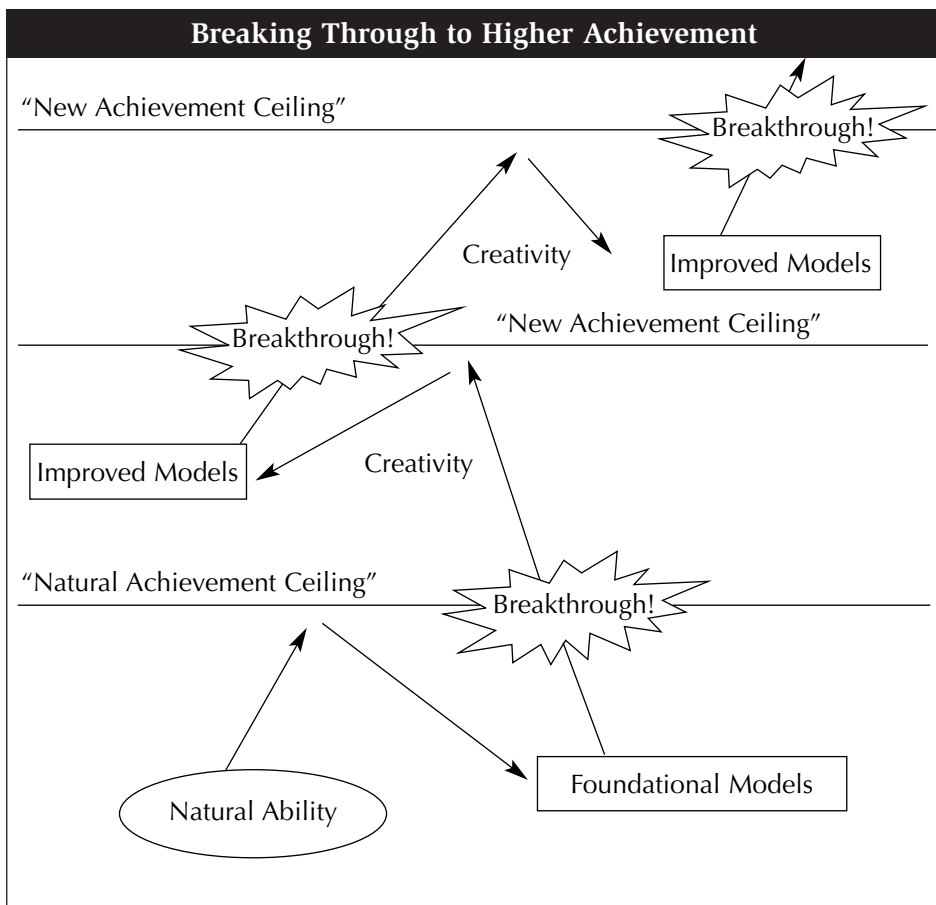 Breaking Through to Higher Achievement
“New Achievement Ceiling”
Breakthrough!
Creativity
Improved Models
Breakthrough!
“New Achievement Ceiling”
Improved Models
Creativity
“Natural Achievement Ceiling”
Breakthrough!
Natural Ability
Foundational Models